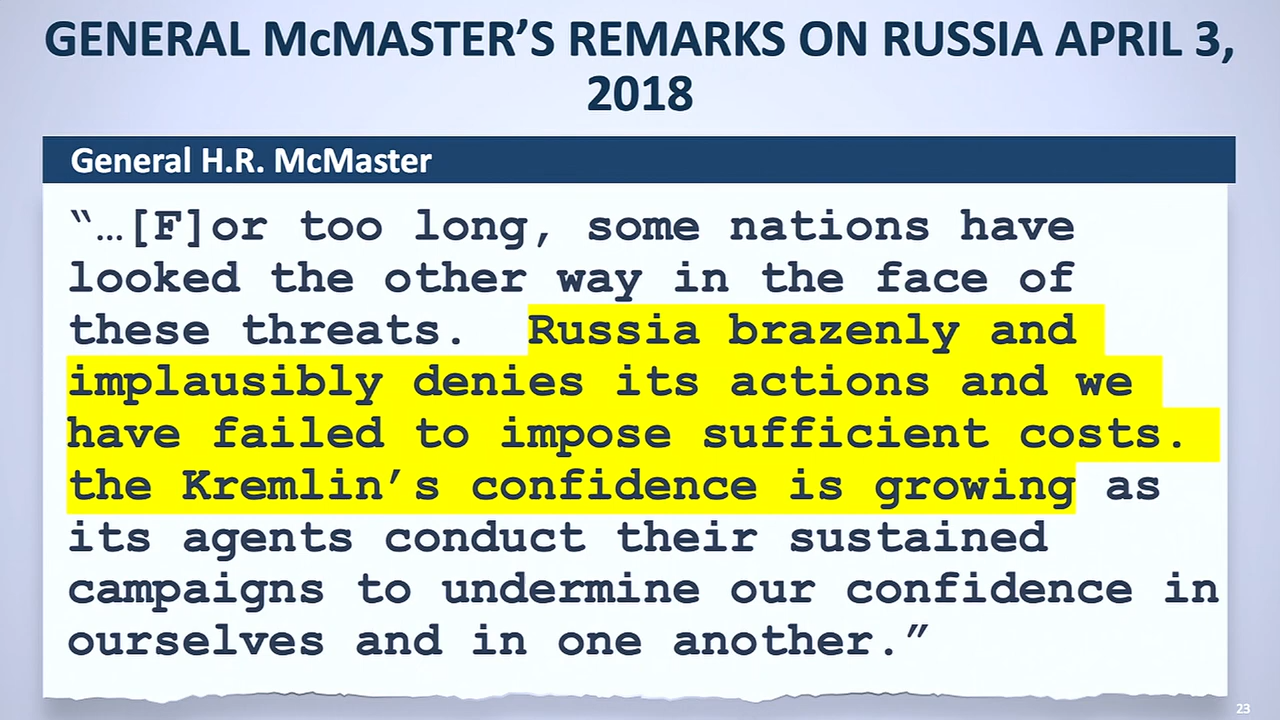 GENERAL McMASTER’S REMARKS ON RUSSIA APRIL 3,
2018
General H.R. McMaster
“…[F]or too long, some nations have
looked the other way in the face of
these threats. Russia brazenly and
implausibly denies its actions and we
have failed to impose sufficient costs.
the Kremlin’s confidence is growing as
its agents conduct their sustained
campaigns to undermine our confidence in
ourselves and in one another.”
23